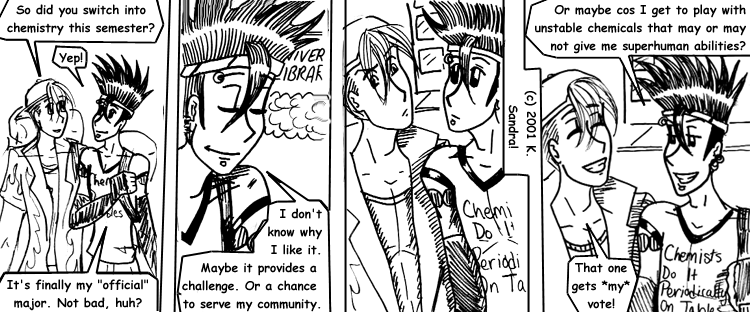 So did you switch into
chemistry this semester?
Yep!
It's finally my "official"
major. Not bad, huh?
IVER
IBRAR
I don't
know why
I like it.
Maybe it provides a
challenge. Or a chance
to serve my community.
(c) 2001 K.
Sandra!
Chemi
Do It
Periodi
On Ta
Or maybe cos I get to play with
unstable chemicals that may or may
not give me superhuman abilities?
That one
gets *my*
vote!
Chemists
Do It
Periodically
On Tables